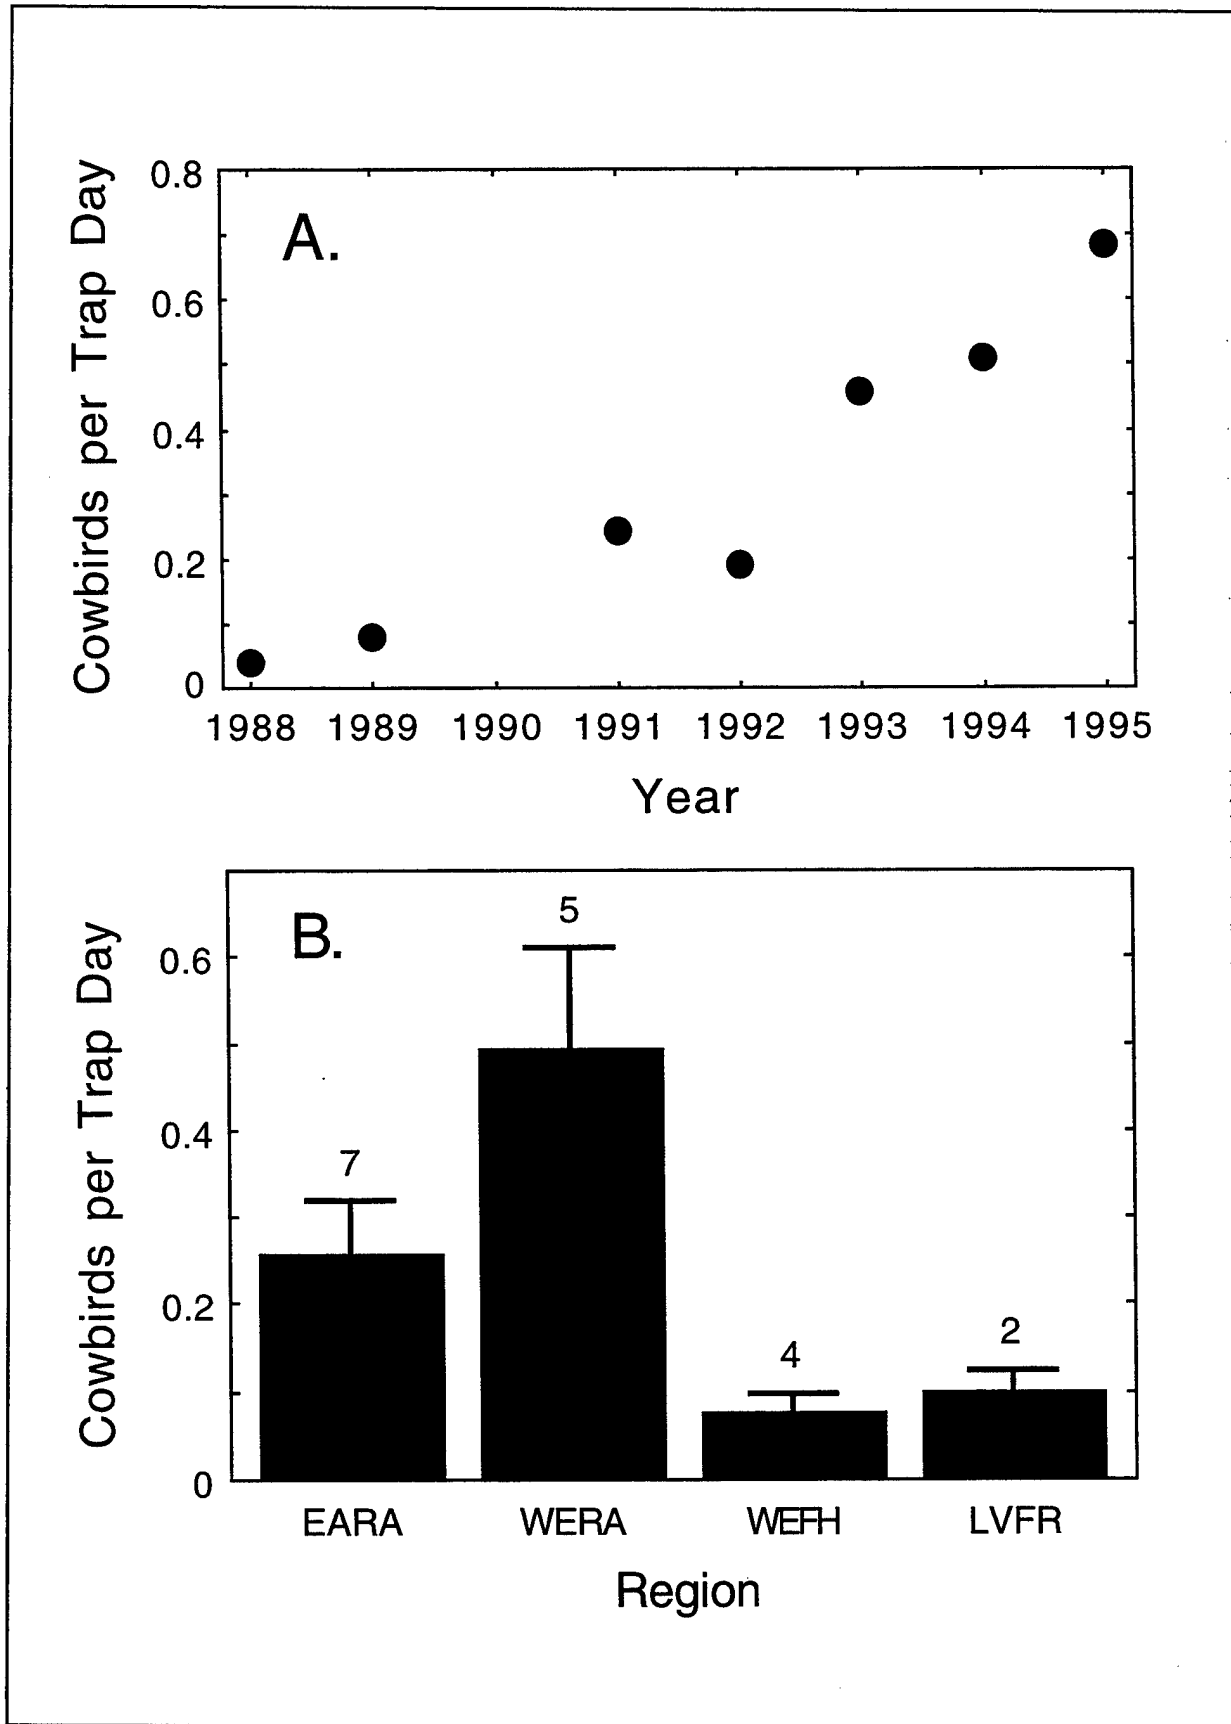 A.
Cowbirds per Trap Day
0.8
0.6
0.4
0.2
0
1988 1989 1990 1991 1992 1993 1994 1995
Year
B.
Cowbirds per Trap Day
0.6
0.4
0.2
0
7
5
4
2
EARA WERA WEFH LVFR
Region